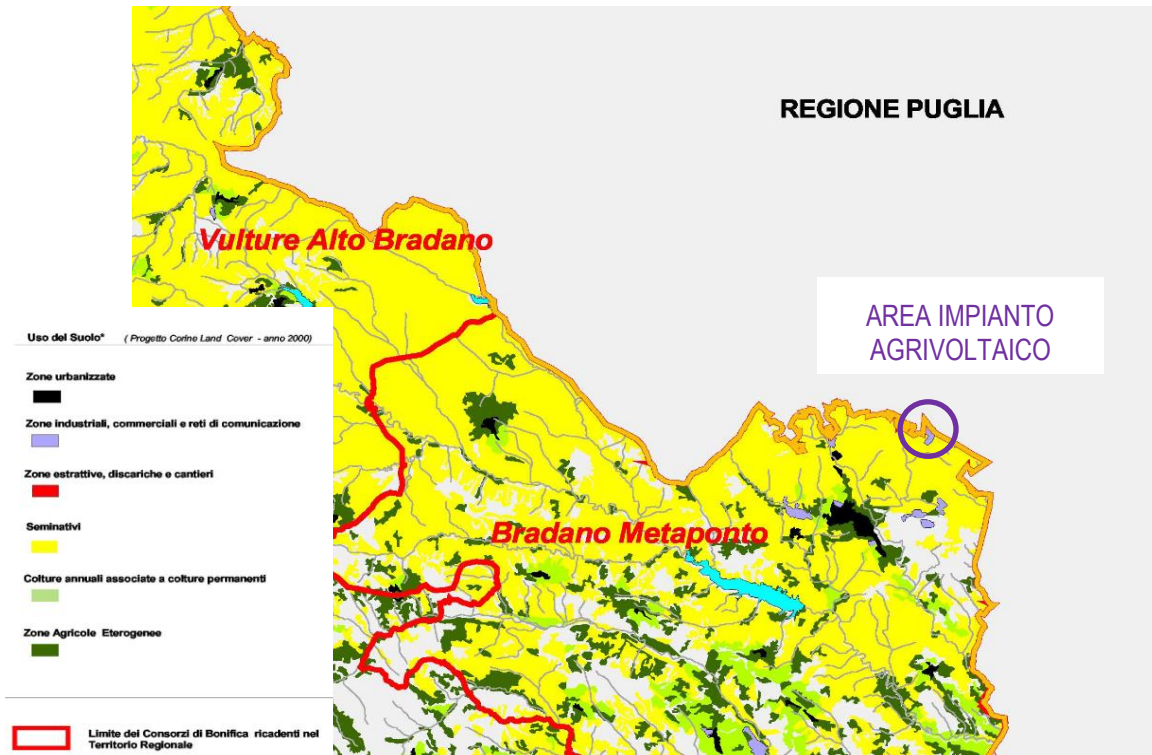 REGIONE PUGLIA
Vulture Alto Bradano
AREA IMPIANTO
AGRIVOLTAICO
Bradano Metaponto
Uso del Suolo* ( Progetto Corine Land Cover - anno 2000)
Zone urbanizzate
Zone industriali, commerciali e reti di comunicazione
Zone estrattive, discariche e cantieri
Seminativi
Colture annuali associate a colture permanenti
Zone Agricole Eterogenee
Limite dei Consorzi di Bonifica ricadenti nel
Territorio Regionale